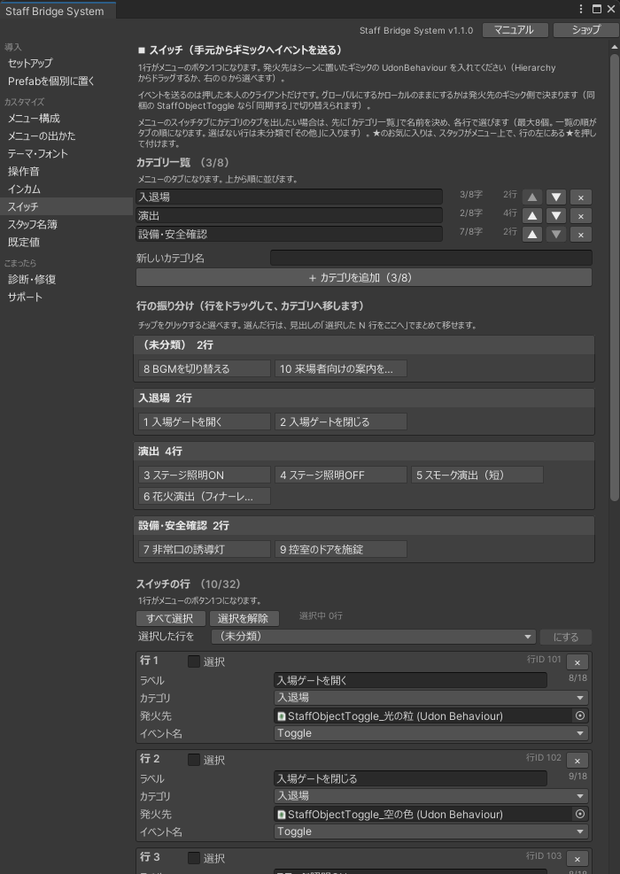 Staff Bridge System
Staff Bridge System v1.1.0 マニュアル ショップ
導入
セットアップ
Prefabを個別に置く
カスタマイズ
メニュー構成
メニューの出かた
テーマ・フォント
操作音
インカム
スイッチ
スタッフ名簿
既定値
こまったら
診断・修復
サポート
■ スイッチ（手元からギミックへイベントを送る）
1行がメニューのボタン1つになります。発火先はシーンに置いたギミックの UdonBehaviour を入れてください（Hierarchy
からドラッグするか、右の⊙から選べます）。
イベントを送るのは押した本人のクライアントだけです。グローバルにするかローカルのままにするかは発火先のギミック側で決まります（同
梱の StaffObjectToggle なら「同期する」で切り替えられます）。
メニューのスイッチタブにカテゴリのタブを出したい場合は、先に「カテゴリ一覧」で名前を決め、各行で選びます（最大8個。一覧の順が
タブの順になります。選ばない行は未分類で「その他」に入ります）。★のお気に入りは、スタッフがメニュー上で、行の左にある★を押し
て付けます。
カテゴリ一覧 （3/8）
メニューのタブになります。上から順に並びます。
入退場 3/8字 2行 ▲ ▼ ×
演出 2/8字 4行 ▲ ▼ ×
設備・安全確認 7/8字 2行 ▲ ▼ ×
新しいカテゴリ名
＋ カテゴリを追加（3/8）
行の振り分け（行をドラッグして、カテゴリへ移します）
チップをクリックすると選べます。選んだ行は、見出しの「選択した N 行をここへ」でまとめて移せます。
（未分類） 2行
8 BGMを切り替える 10 来場者向けの案内を...
入退場 2行
1 入場ゲートを開く 2 入場ゲートを閉じる
演出 4行
3 ステージ照明ON 4 ステージ照明OFF 5 スモーク演出（短）
6 花火演出（フィナーレ...
設備・安全確認 2行
7 非常口の誘導灯 9 控室のドアを施錠
スイッチの行 （10/32）
1行がメニューのボタン1つになります。
すべて選択 選択を解除 選択中 0行
選択した行を （未分類） にする
行 1 選択 行ID 101 ×
ラベル 入場ゲートを開く 8/18
カテゴリ 入退場
発火先 StaffObjectToggle_光の粒 (Udon Behaviour)
イベント名 Toggle
行 2 選択 行ID 102 ×
ラベル 入場ゲートを閉じる 9/18
カテゴリ 入退場
発火先 StaffObjectToggle_空の色 (Udon Behaviour)
イベント名 Toggle
行 3 選択 行ID 103 ×